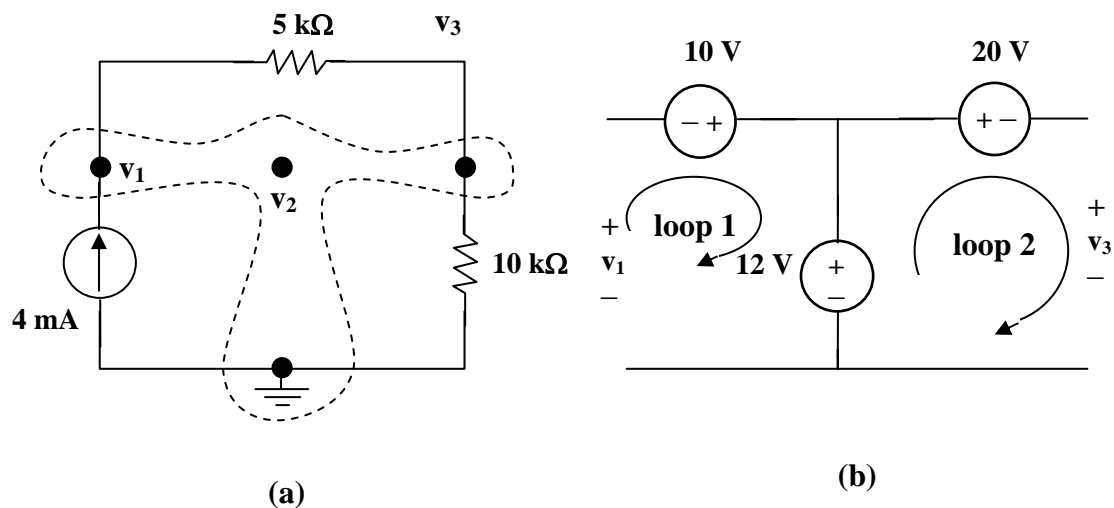 5 kΩ v₃
v₁
v₂
10 kΩ
4 mA
(a)
10 V 20 V
− + + −
+ loop 1 loop 2 +
v₁ 12 V + v₃
− − −
(b)